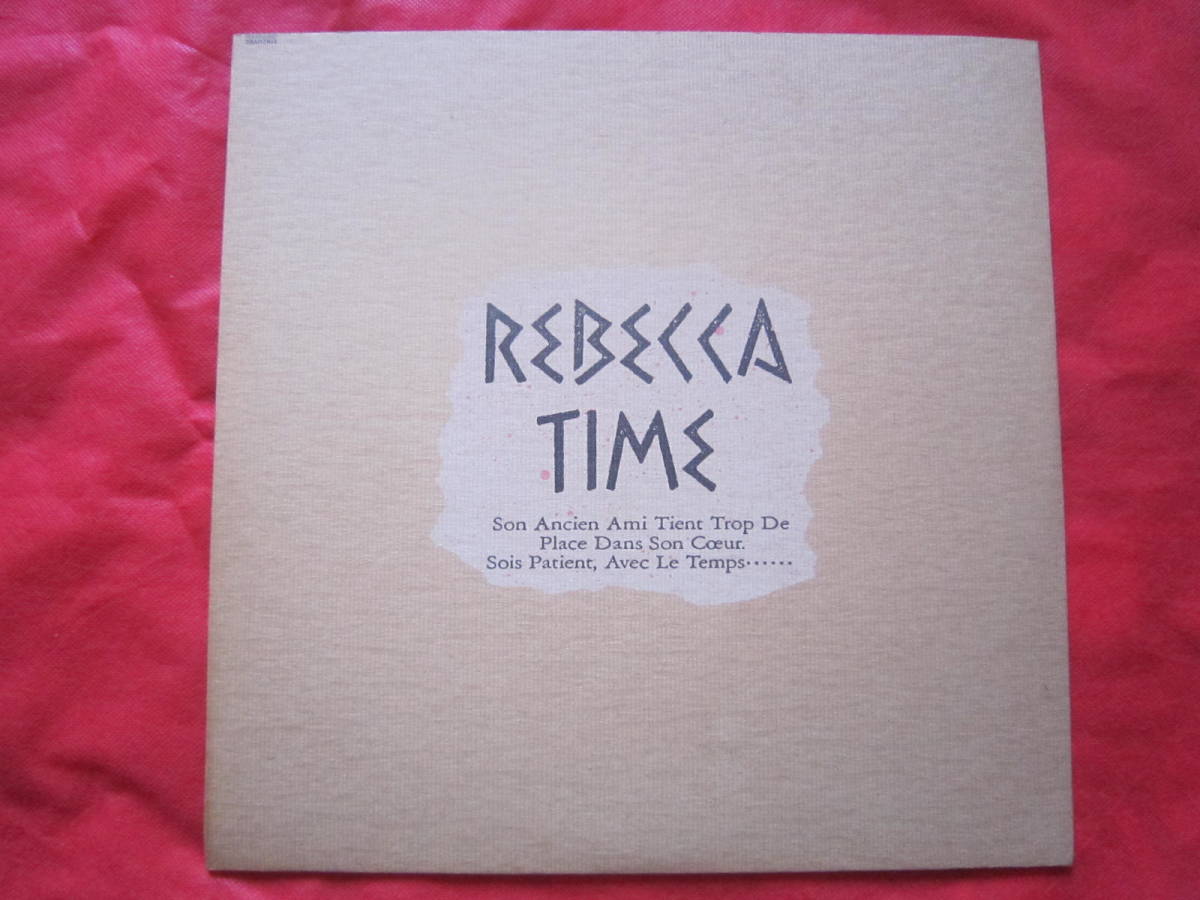 REBECCA
TIME
Son Ancien Ami Tient Trop De
Place Dans Son Cœur.
Sois Patient, Avec Le Temps······